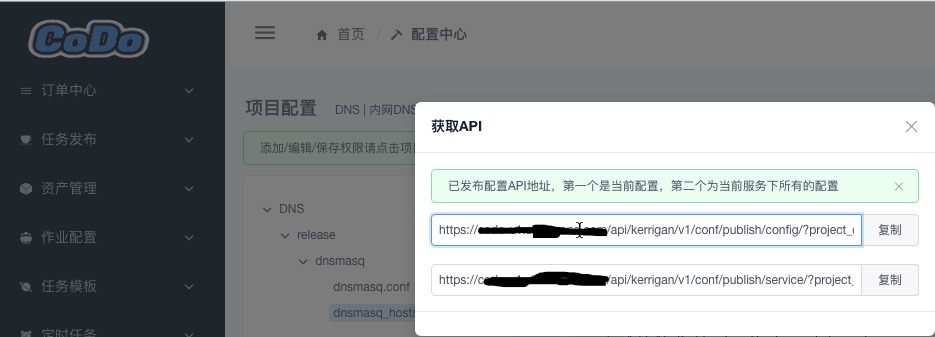 CoDo
首页 / 配置中心
订单中心
任务发布
资产管理
作业配置
任务模板
定时任务
项目配置 DNS | 内网DNS
添加/编辑/保存权限请点击项目
DNS
release
dnsmasq
dnsmasq.conf
dnsmasq_hosts
获取API
已发布配置API地址，第一个是当前配置，第二个为当前服务下所有的配置
https:// /api/kerrigan/v1/conf/publish/config/?project_c
复制
https:// /api/kerrigan/v1/conf/publish/service/?project_
复制